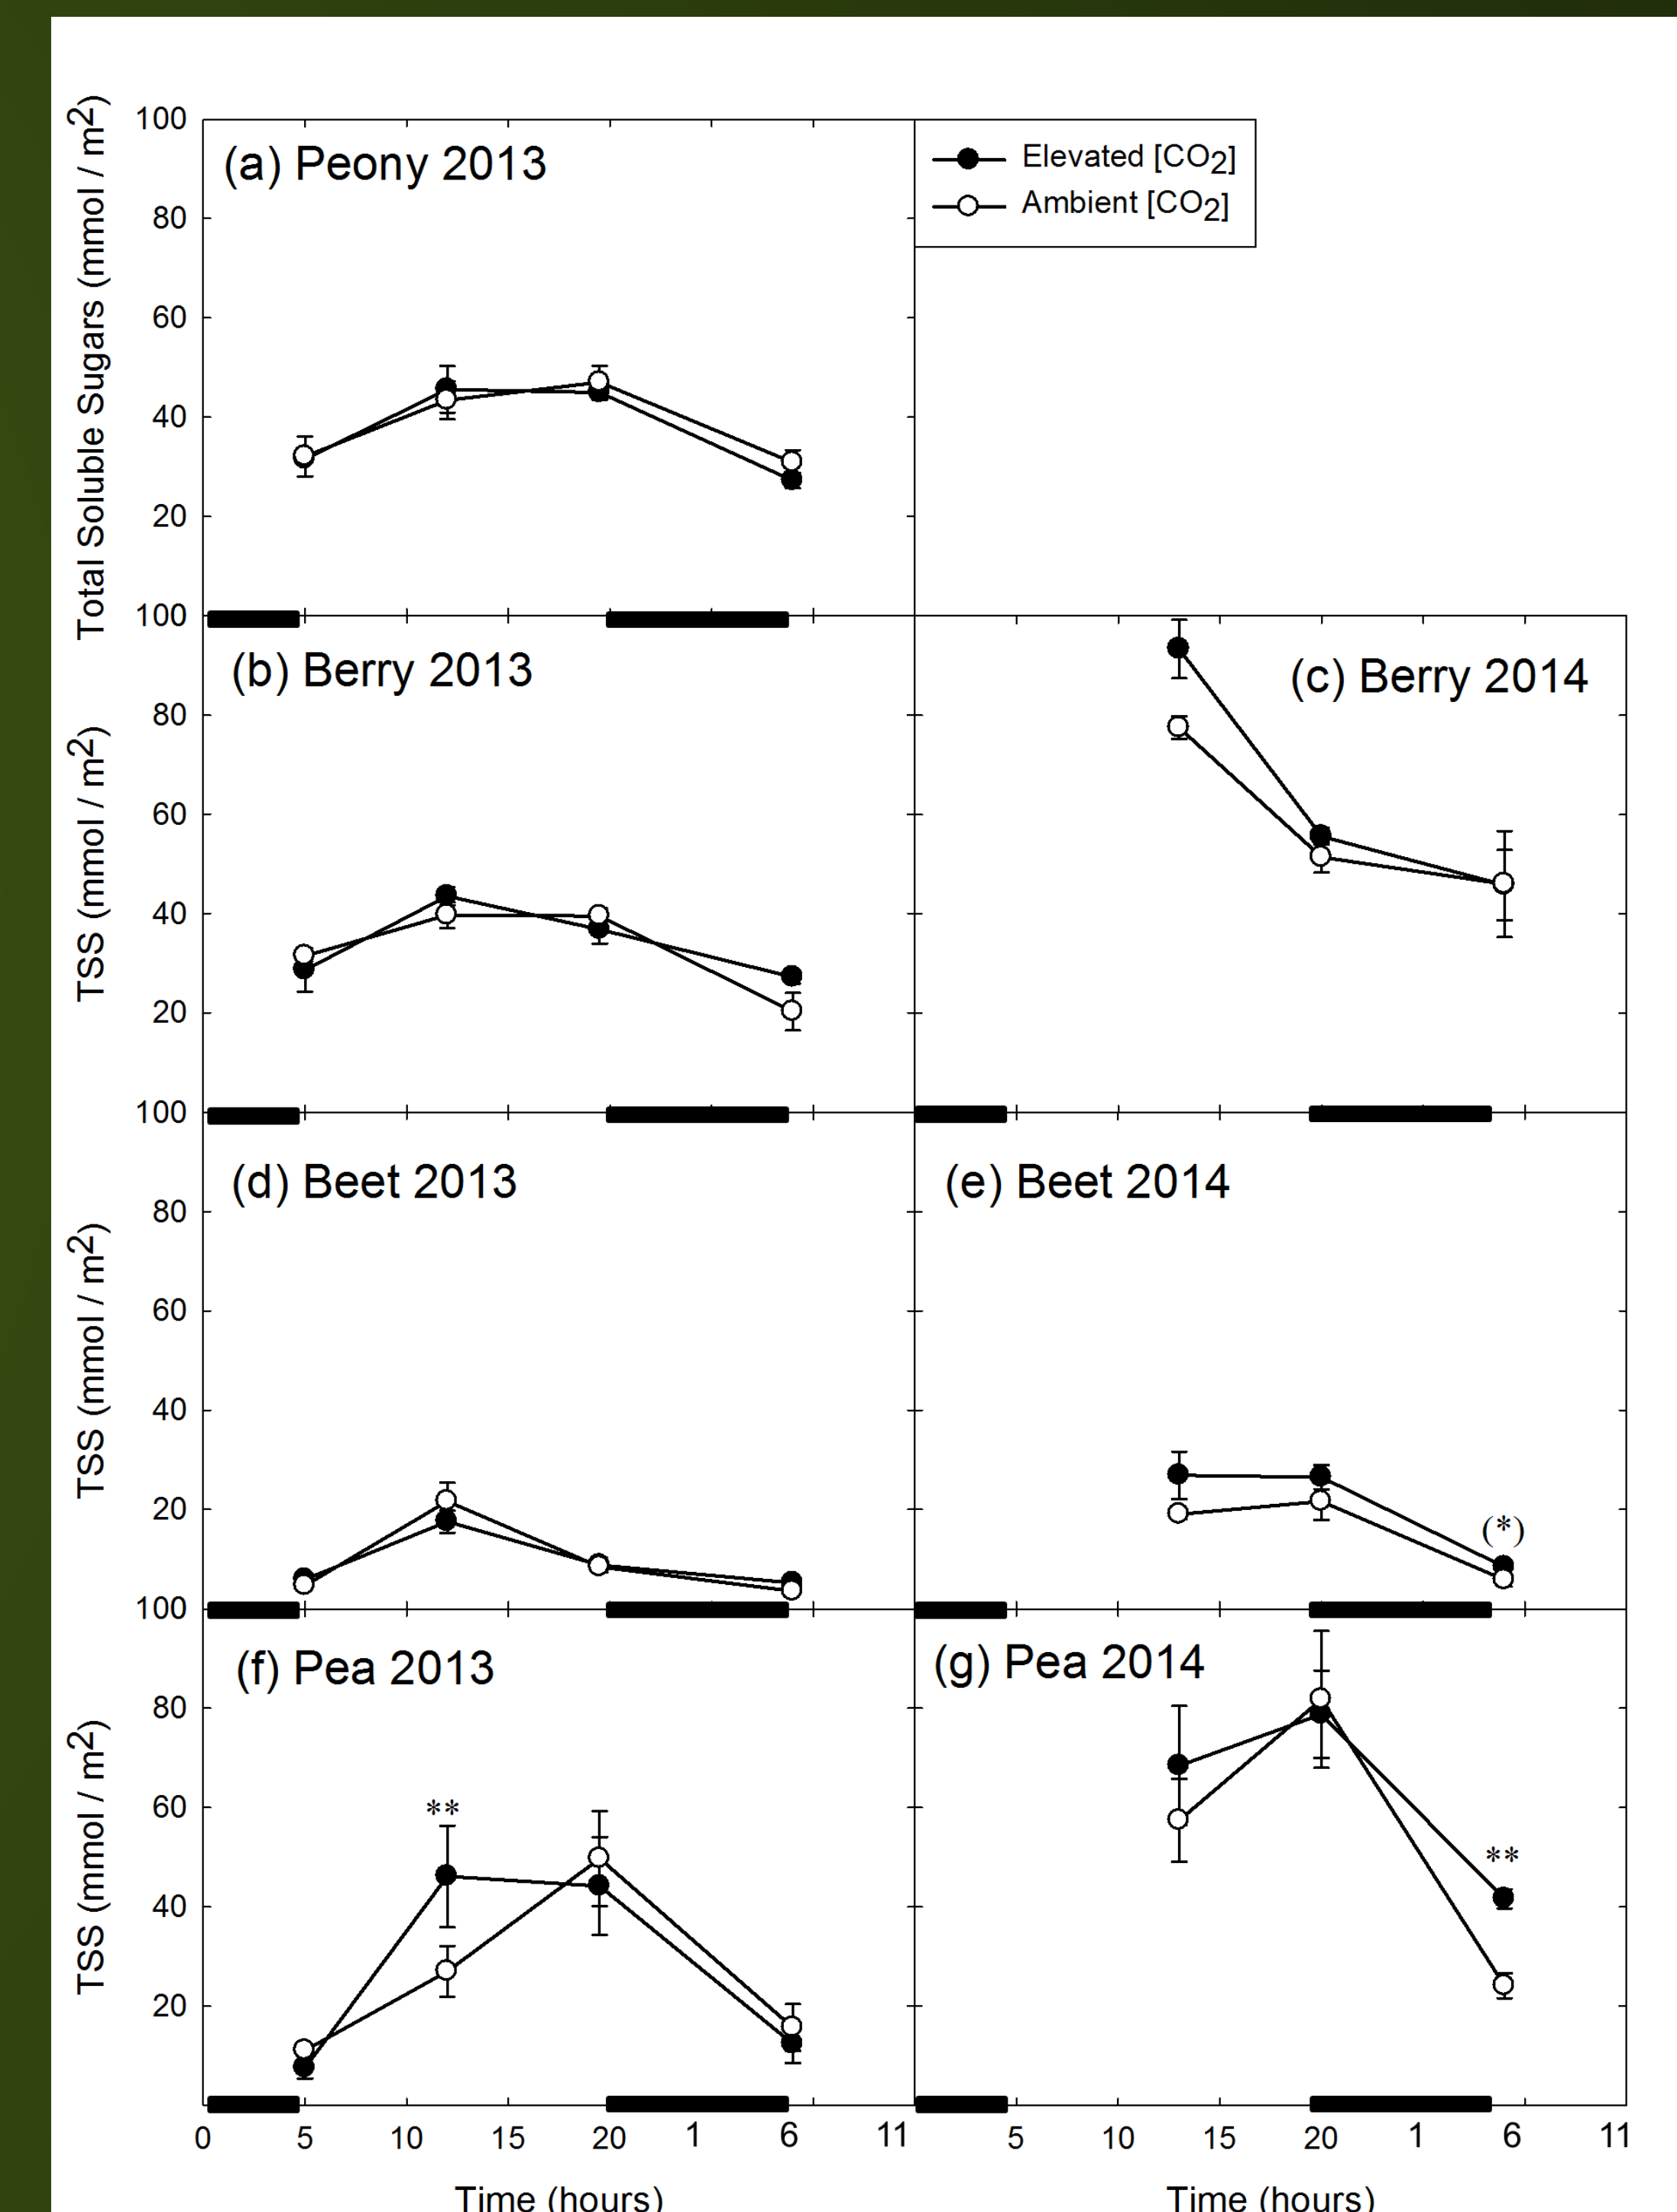 100
80
60
40
20
Total Soluble Sugars (mmol / m2)
(a) Peony 2013
Elevated [CO2]
Ambient [CO2]
100
80
60
40
20
TSS (mmol / m2)
(b) Berry 2013
(c) Berry 2014
100
80
60
40
20
TSS (mmol / m2)
(d) Beet 2013
(e) Beet 2014
(*)
100
80
60
40
20
TSS (mmol / m2)
(f) Pea 2013
**
(g) Pea 2014
**
0 5 10 15 20 1 6 11
5 10 15 20 1 6 11
Time (hours)
Time (hours)